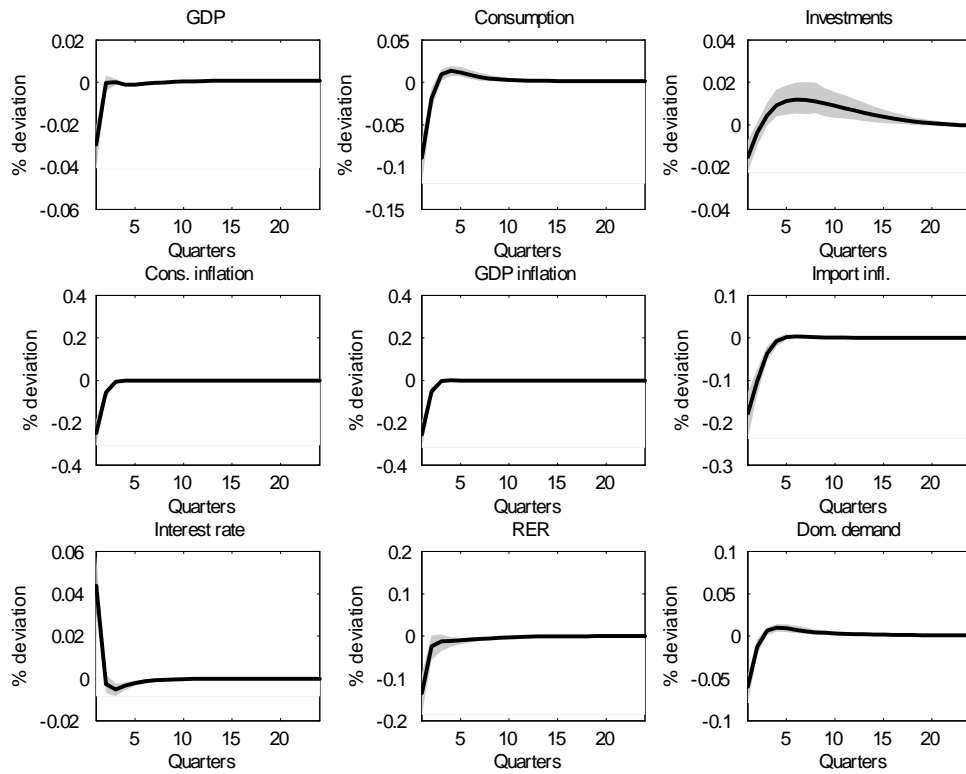 GDP
0.02
0
-0.02
-0.04
-0.06
% deviation
5 10 15 20
Quarters
Consumption
0.05
0
-0.05
-0.1
-0.15
% deviation
5 10 15 20
Quarters
Investments
0.04
0.02
0
-0.02
-0.04
% deviation
5 10 15 20
Quarters
Cons. inflation
0.4
0.2
0
-0.2
-0.4
% deviation
5 10 15 20
Quarters
GDP inflation
0.4
0.2
0
-0.2
-0.4
% deviation
5 10 15 20
Quarters
Import infl.
0.1
0
-0.1
-0.2
-0.3
% deviation
5 10 15 20
Quarters
Interest rate
0.06
0.04
0.02
0
-0.02
% deviation
5 10 15 20
Quarters
RER
0.2
0.1
0
-0.1
-0.2
% deviation
5 10 15 20
Quarters
Dom. demand
0.1
0.05
0
-0.05
-0.1
% deviation
5 10 15 20
Quarters